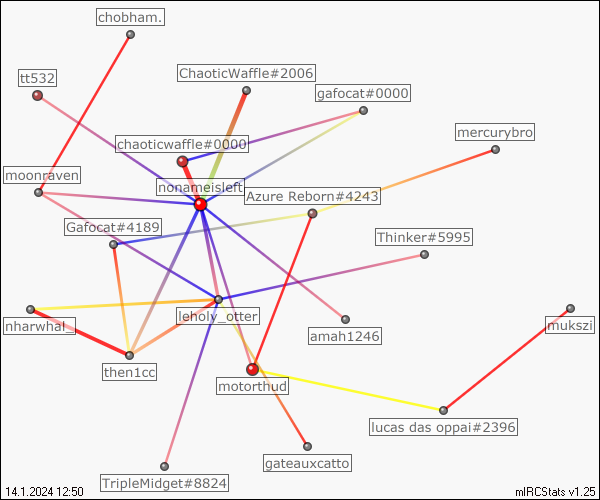 chobham.
ChaoticWaffle#2006
tt532
gafocat#0000
mercurybro
chaoticwaffle#0000
moonraven
nonameisleft
Azure Reborn#4243
Gafocat#4189
Thinker#5995
leholy_otter
nharwhal_
mukszi
amah1246
then1cc
motorthud
lucas das oppai#2396
gateauxcatto
TripleMidget#8824
14.1.2024 12:50
mIRCStats v1.25